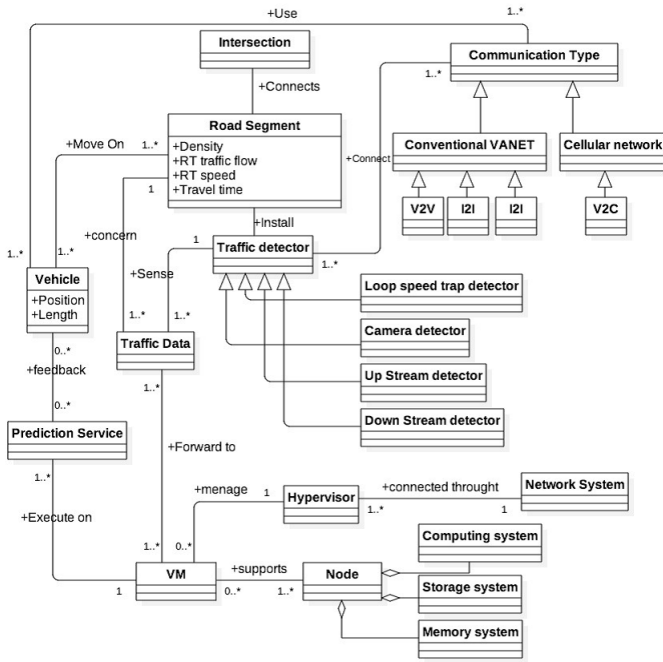 +Use
1..*
Intersection
Communication Type
1..*
+Connects
Road Segment
+Density
+RT traffic flow
+RT speed
+Travel time
+Move On
1..*
1
+Connect
Conventional VANET
Cellular network
V2V
I2I
I2I
V2C
+Install
+concern
1
Traffic detector
1..*
1..*
1..*
+Sense
Vehicle
+Position
+Length
Loop speed trap detector
1..*
1..*
Traffic Data
Camera detector
0..*
+feedback
Up Stream detector
1..*
0..*
Down Stream detector
Prediction Service
+Forward to
1..*
+menage
1
Hypervisor
+connected throught
1..*
1
Network System
+Execute on
Computing system
1..*
0..*
VM
+supports
Node
1
0..*
1..*
Storage system
Memory system